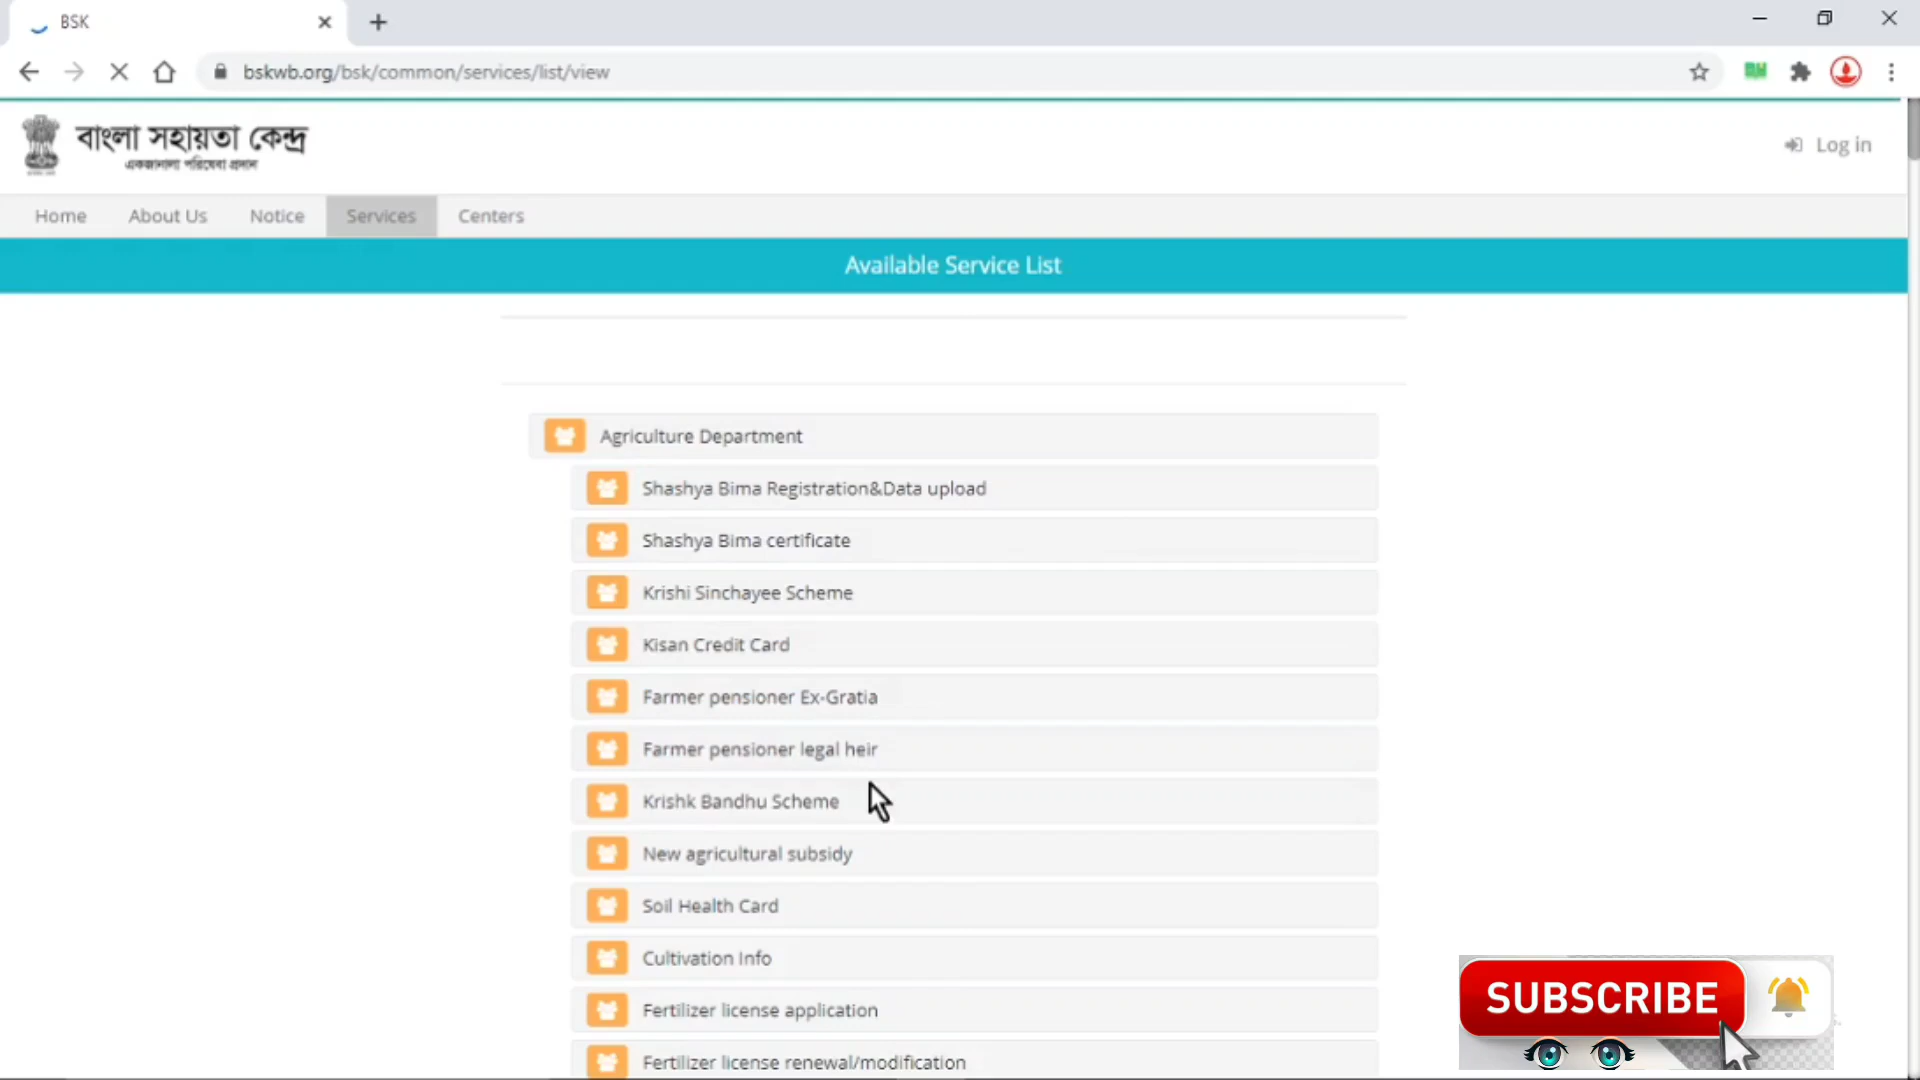 BSK
bskwb.org/bsk/common/services/list/view
বাংলা সহায়তা কেন্দ্র
একজানালা পরিষেবা প্রদান
Log in
Home About Us Notice Services Centers
Available Service List
Agriculture Department
Shashya Bima Registration&Data upload
Shashya Bima certificate
Krishi Sinchayee Scheme
Kisan Credit Card
Farmer pensioner Ex-Gratia
Farmer pensioner legal heir
Krishk Bandhu Scheme
New agricultural subsidy
Soil Health Card
Cultivation Info
Fertilizer license application
Fertilizer license renewal/modification
SUBSCRIBE